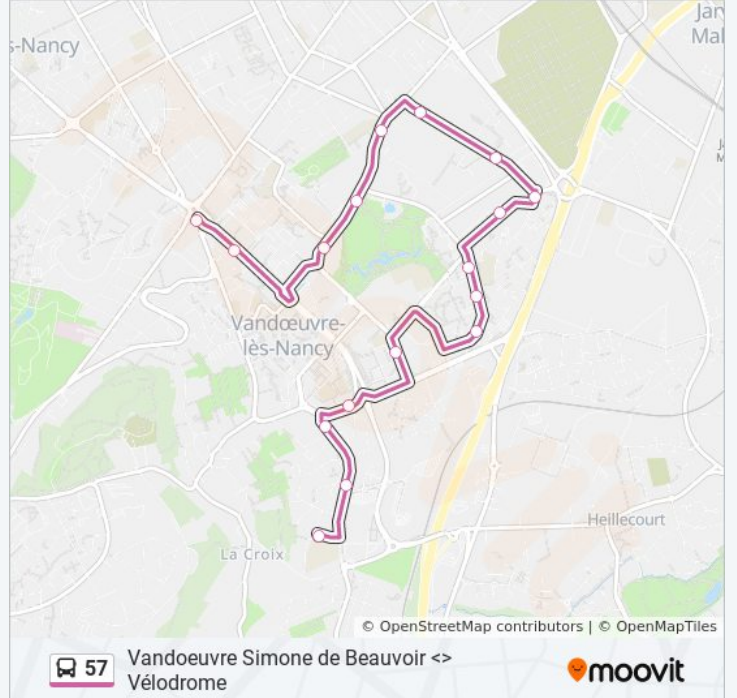 s-Nancy
Jar
Mal
J
M
Vandœuvre-
lès-Nancy
Heillecourt
La Croix
© OpenStreetMap contributors | © OpenMapTiles
57
Vandoeuvre Simone de Beauvoir <>
Vélodrome
moovit